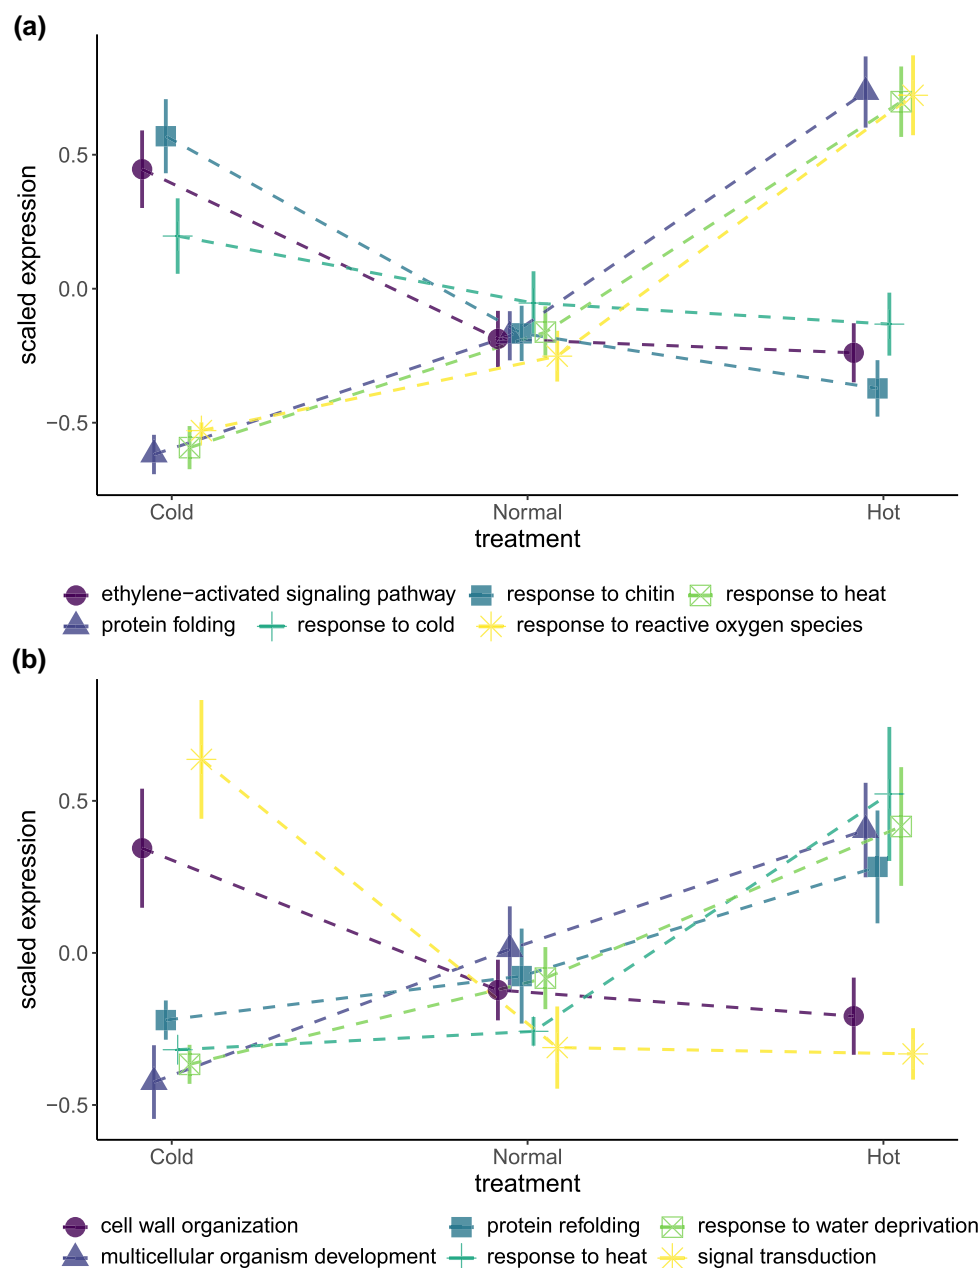 (a)
scaled expression
0.5
0.0
−0.5
Cold Normal Hot
treatment
ethylene−activated signaling pathway response to chitin response to heat
protein folding response to cold response to reactive oxygen species
(b)
scaled expression
0.5
0.0
−0.5
Cold Normal Hot
treatment
cell wall organization protein refolding response to water deprivation
multicellular organism development response to heat signal transduction